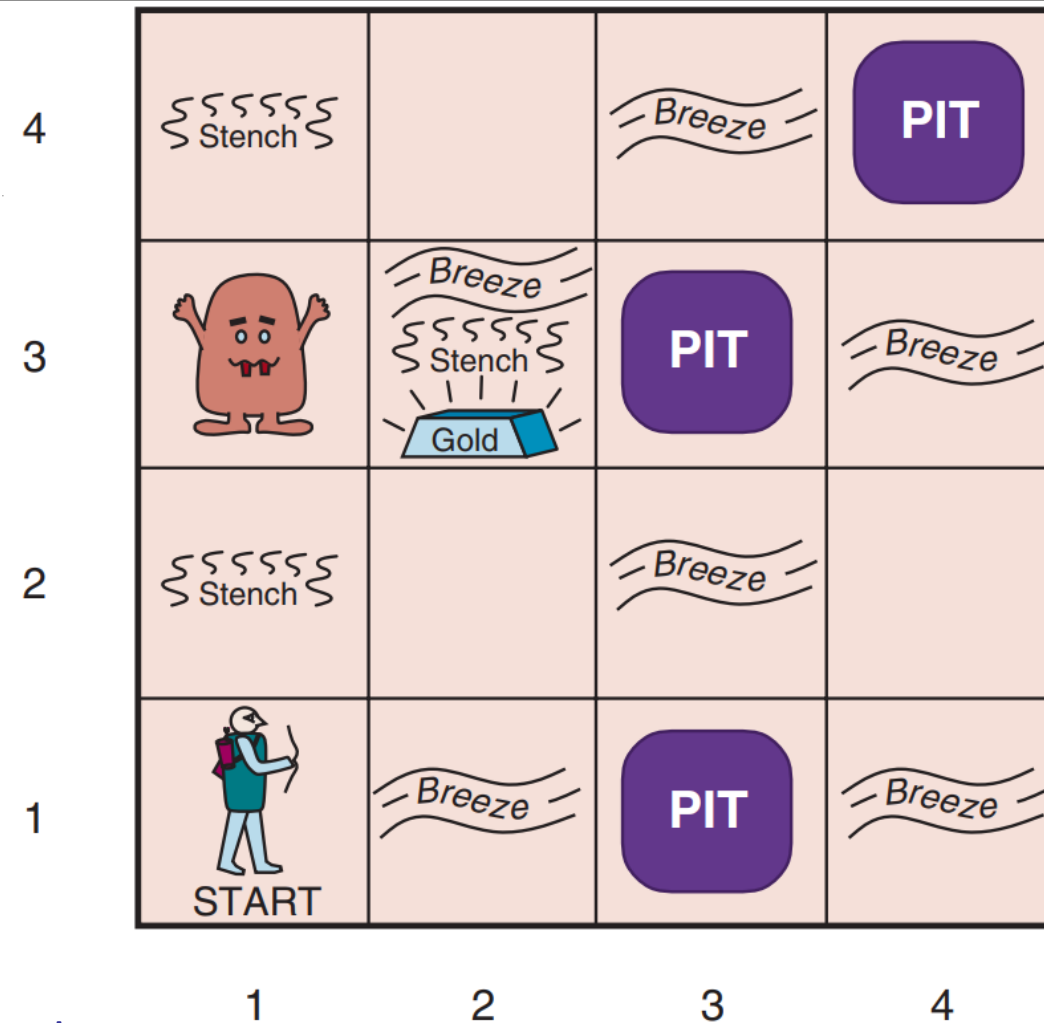 4
Stench
Breeze
PIT
3
Breeze
Stench
Gold
PIT
Breeze
2
Stench
Breeze
1
START
Breeze
PIT
Breeze
1 2 3 4